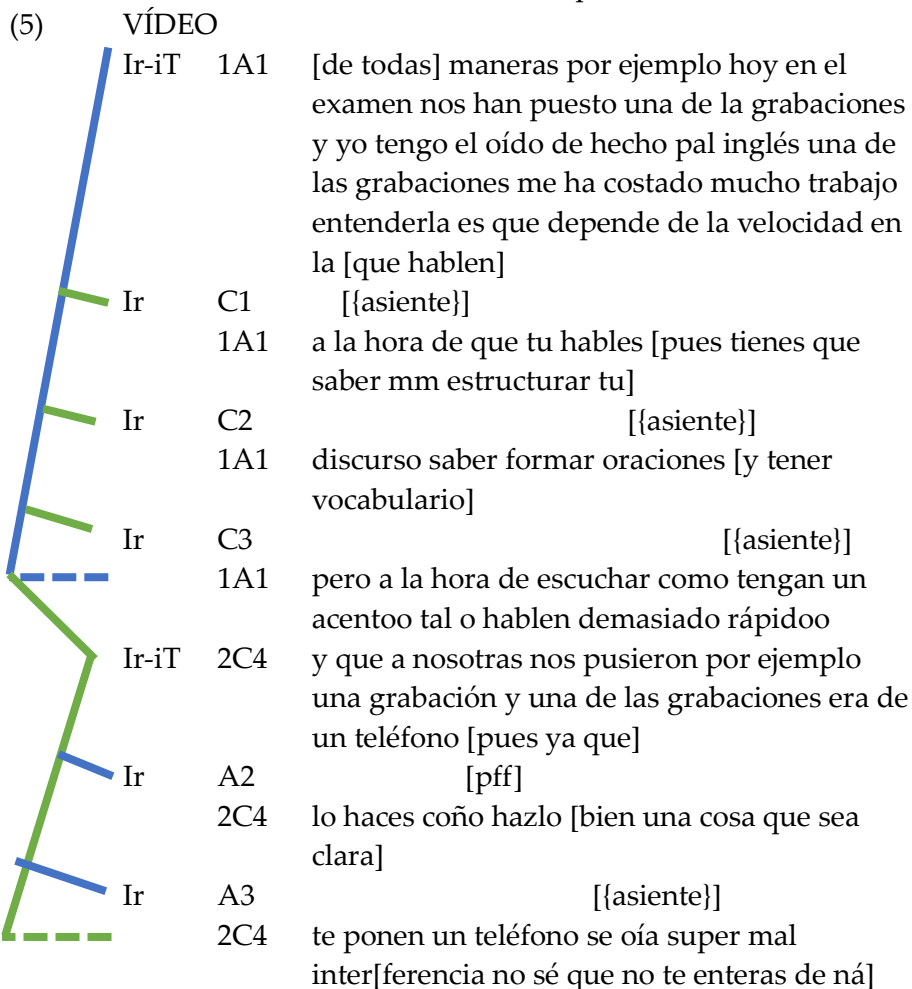 (5) VÍDEO
Ir-iT 1A1 [de todas] maneras por ejemplo hoy en el
examen nos han puesto una de la grabaciones
y yo tengo el oído de hecho pal inglés una de
las grabaciones me ha costado mucho trabajo
entenderla es que depende de la velocidad en
la [que hablen]
Ir C1 [{asiente}]
1A1 a la hora de que tu hables [pues tienes que
saber mm estructurar tu]
Ir C2 [{asiente}]
1A1 discurso saber formar oraciones [y tener
vocabulario]
Ir C3 [{asiente}]
1A1 pero a la hora de escuchar como tengan un
acentoo tal o hablen demasiado rápidoo
Ir-iT 2C4 y que a nosotras nos pusieron por ejemplo
una grabación y una de las grabaciones era de
un teléfono [pues ya que]
Ir A2 [pff]
2C4 lo haces coño hazlo [bien una cosa que sea
clara]
Ir A3 [{asiente}]
2C4 te ponen un teléfono se oía super mal
inter[ferencia no sé que no te enteras de ná]